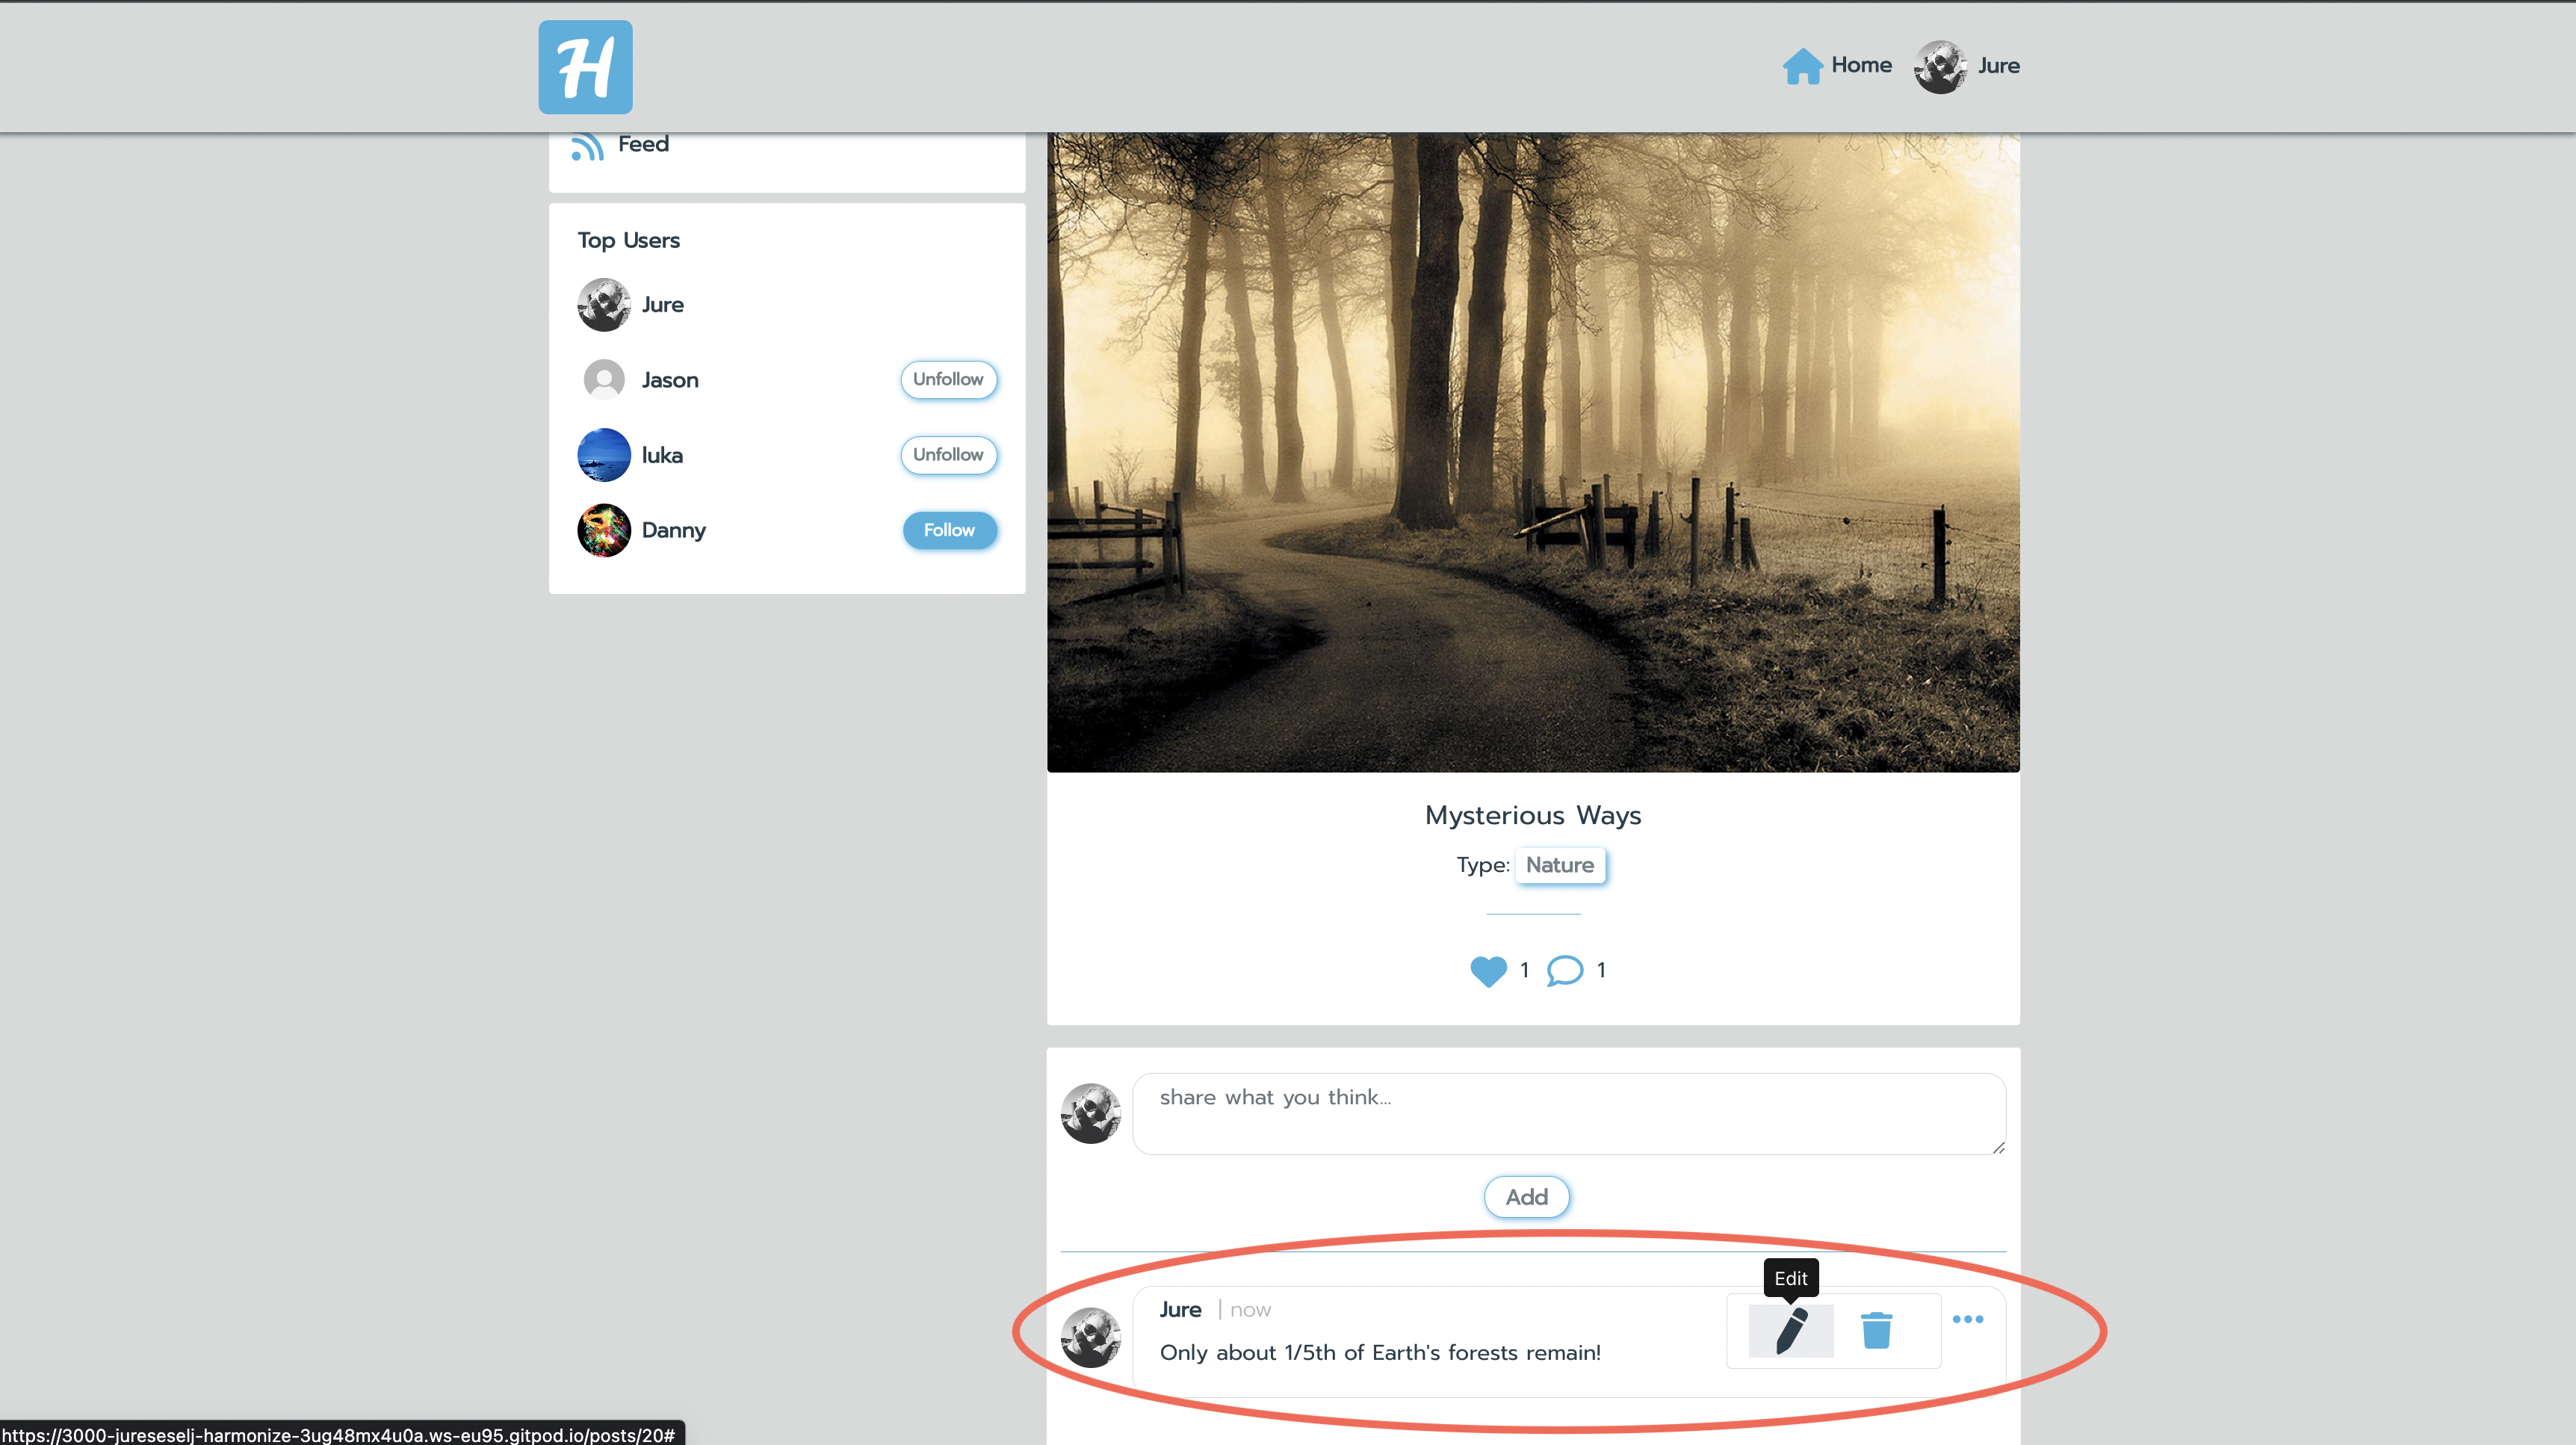 H
Home
Jure
Feed
Top Users
Jure
Jason
Unfollow
luka
Unfollow
Danny
Follow
Mysterious Ways
Type: Nature
1
1
share what you think...
Add
Edit
Jure | now
Only about 1/5th of Earth's forests remain!
https://3000-jureseselj-harmonize-3ug48mx4u0a.ws-eu95.gitpod.io/posts/20#